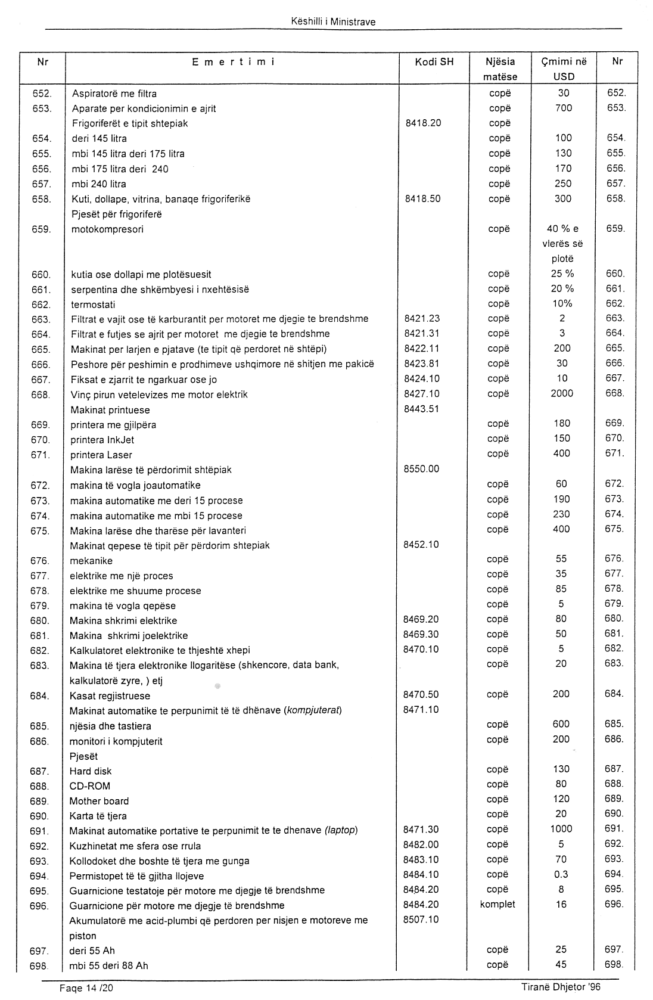 Këshilli i Ministrave
Nr E m e r t i m i Kodi SH Njësia Çmimi në Nr
matëse USD
652. Aspiratorë me filtra copë 30 652.
653. Aparate per kondicionimin e ajrit copë 700 653.
Frigoriferët e tipit shtepiak 8418.20 copë
654. deri 145 litra copë 100 654.
655. mbi 145 litra deri 175 litra copë 130 655.
656. mbi 175 litra deri 240 copë 170 656.
657. mbi 240 litra copë 250 657.
658. Kuti, dollape, vitrina, banaqe frigoriferikë 8418.50 copë 300 658.
Pjesët për frigoriferë
659. motokompresori copë 40 % e 659.
vlerës së
plotë
660. kutia ose dollapi me plotësuesit copë 25 % 660.
661. serpentina dhe shkëmbyesi i nxehtësisë copë 20 % 661.
662. termostati copë 10% 662.
663. Filtrat e vajit ose të karburantit per motoret me djegie te brendshme 8421.23 copë 2 663.
664. Filtrat e futjes se ajrit per motoret me djegie te brendshme 8421.31 copë 3 664.
665. Makinat per larjen e pjatave (te tipit që perdoret në shtëpi) 8422.11 copë 200 665.
666. Peshore për peshimin e prodhimeve ushqimore në shitjen me pakicë 8423.81 copë 30 666.
667. Fiksat e zjarrit te ngarkuar ose jo 8424.10 copë 10 667.
668. Vinç pirun vetelevizes me motor elektrik 8427.10 copë 2000 668.
Makinat printuese 8443.51
669. printera me gjilpëra copë 180 669.
670. printera InkJet copë 150 670.
671. printera Laser copë 400 671.
Makina larëse të përdorimit shtëpiak 8550.00
672. makina të vogla joautomatike copë 60 672.
673. makina automatike me deri 15 procese copë 190 673.
674. makina automatike me mbi 15 procese copë 230 674.
675. Makina larëse dhe tharëse për lavanteri copë 400 675.
Makinat qepese të tipit për përdorim shtepiak 8452.10
676. mekanike copë 55 676.
677. elektrike me një proces copë 35 677.
678. elektrike me shuume procese copë 85 678.
679. makina të vogla qepëse copë 5 679.
680. Makina shkrimi elektrike 8469.20 copë 80 680.
681. Makina shkrimi joelektrike 8469.30 copë 50 681.
682. Kalkulatoret elektronike te thjeshtë xhepi 8470.10 copë 5 682.
683. Makina të tjera elektronike llogaritëse (shkencore, data bank, copë 20 683.
kalkulatorë zyre, ) etj
684. Kasat regjistruese 8470.50 copë 200 684.
Makinat automatike te perpunimit të të dhënave (kompjuterat) 8471.10
685. njësia dhe tastiera copë 600 685.
686. monitori i kompjuterit copë 200 686.
Pjesët
687. Hard disk copë 130 687.
688. CD-ROM copë 80 688.
689. Mother board copë 120 689.
690. Karta të tjera copë 20 690.
691. Makinat automatike portative te perpunimit te te dhenave (laptop) 8471.30 copë 1000 691.
692. Kuzhinetat me sfera ose rrula 8482.00 copë 5 692.
693. Kollodoket dhe boshte të tjera me gunga 8483.10 copë 70 693.
694. Permistopet të të gjitha llojeve 8484.10 copë 0.3 694.
695. Guarnicione testatoje për motore me djegje të brendshme 8484.20 copë 8 695.
696. Guarnicione për motore me djegje të brendshme 8484.20 komplet 16 696.
Akumulatorë me acid-plumbi që perdoren per nisjen e motoreve me 8507.10
piston
697. deri 55 Ah copë 25 697.
698. mbi 55 deri 88 Ah copë 45 698.
Faqe 14 /20 Tiranë Dhjetor '96